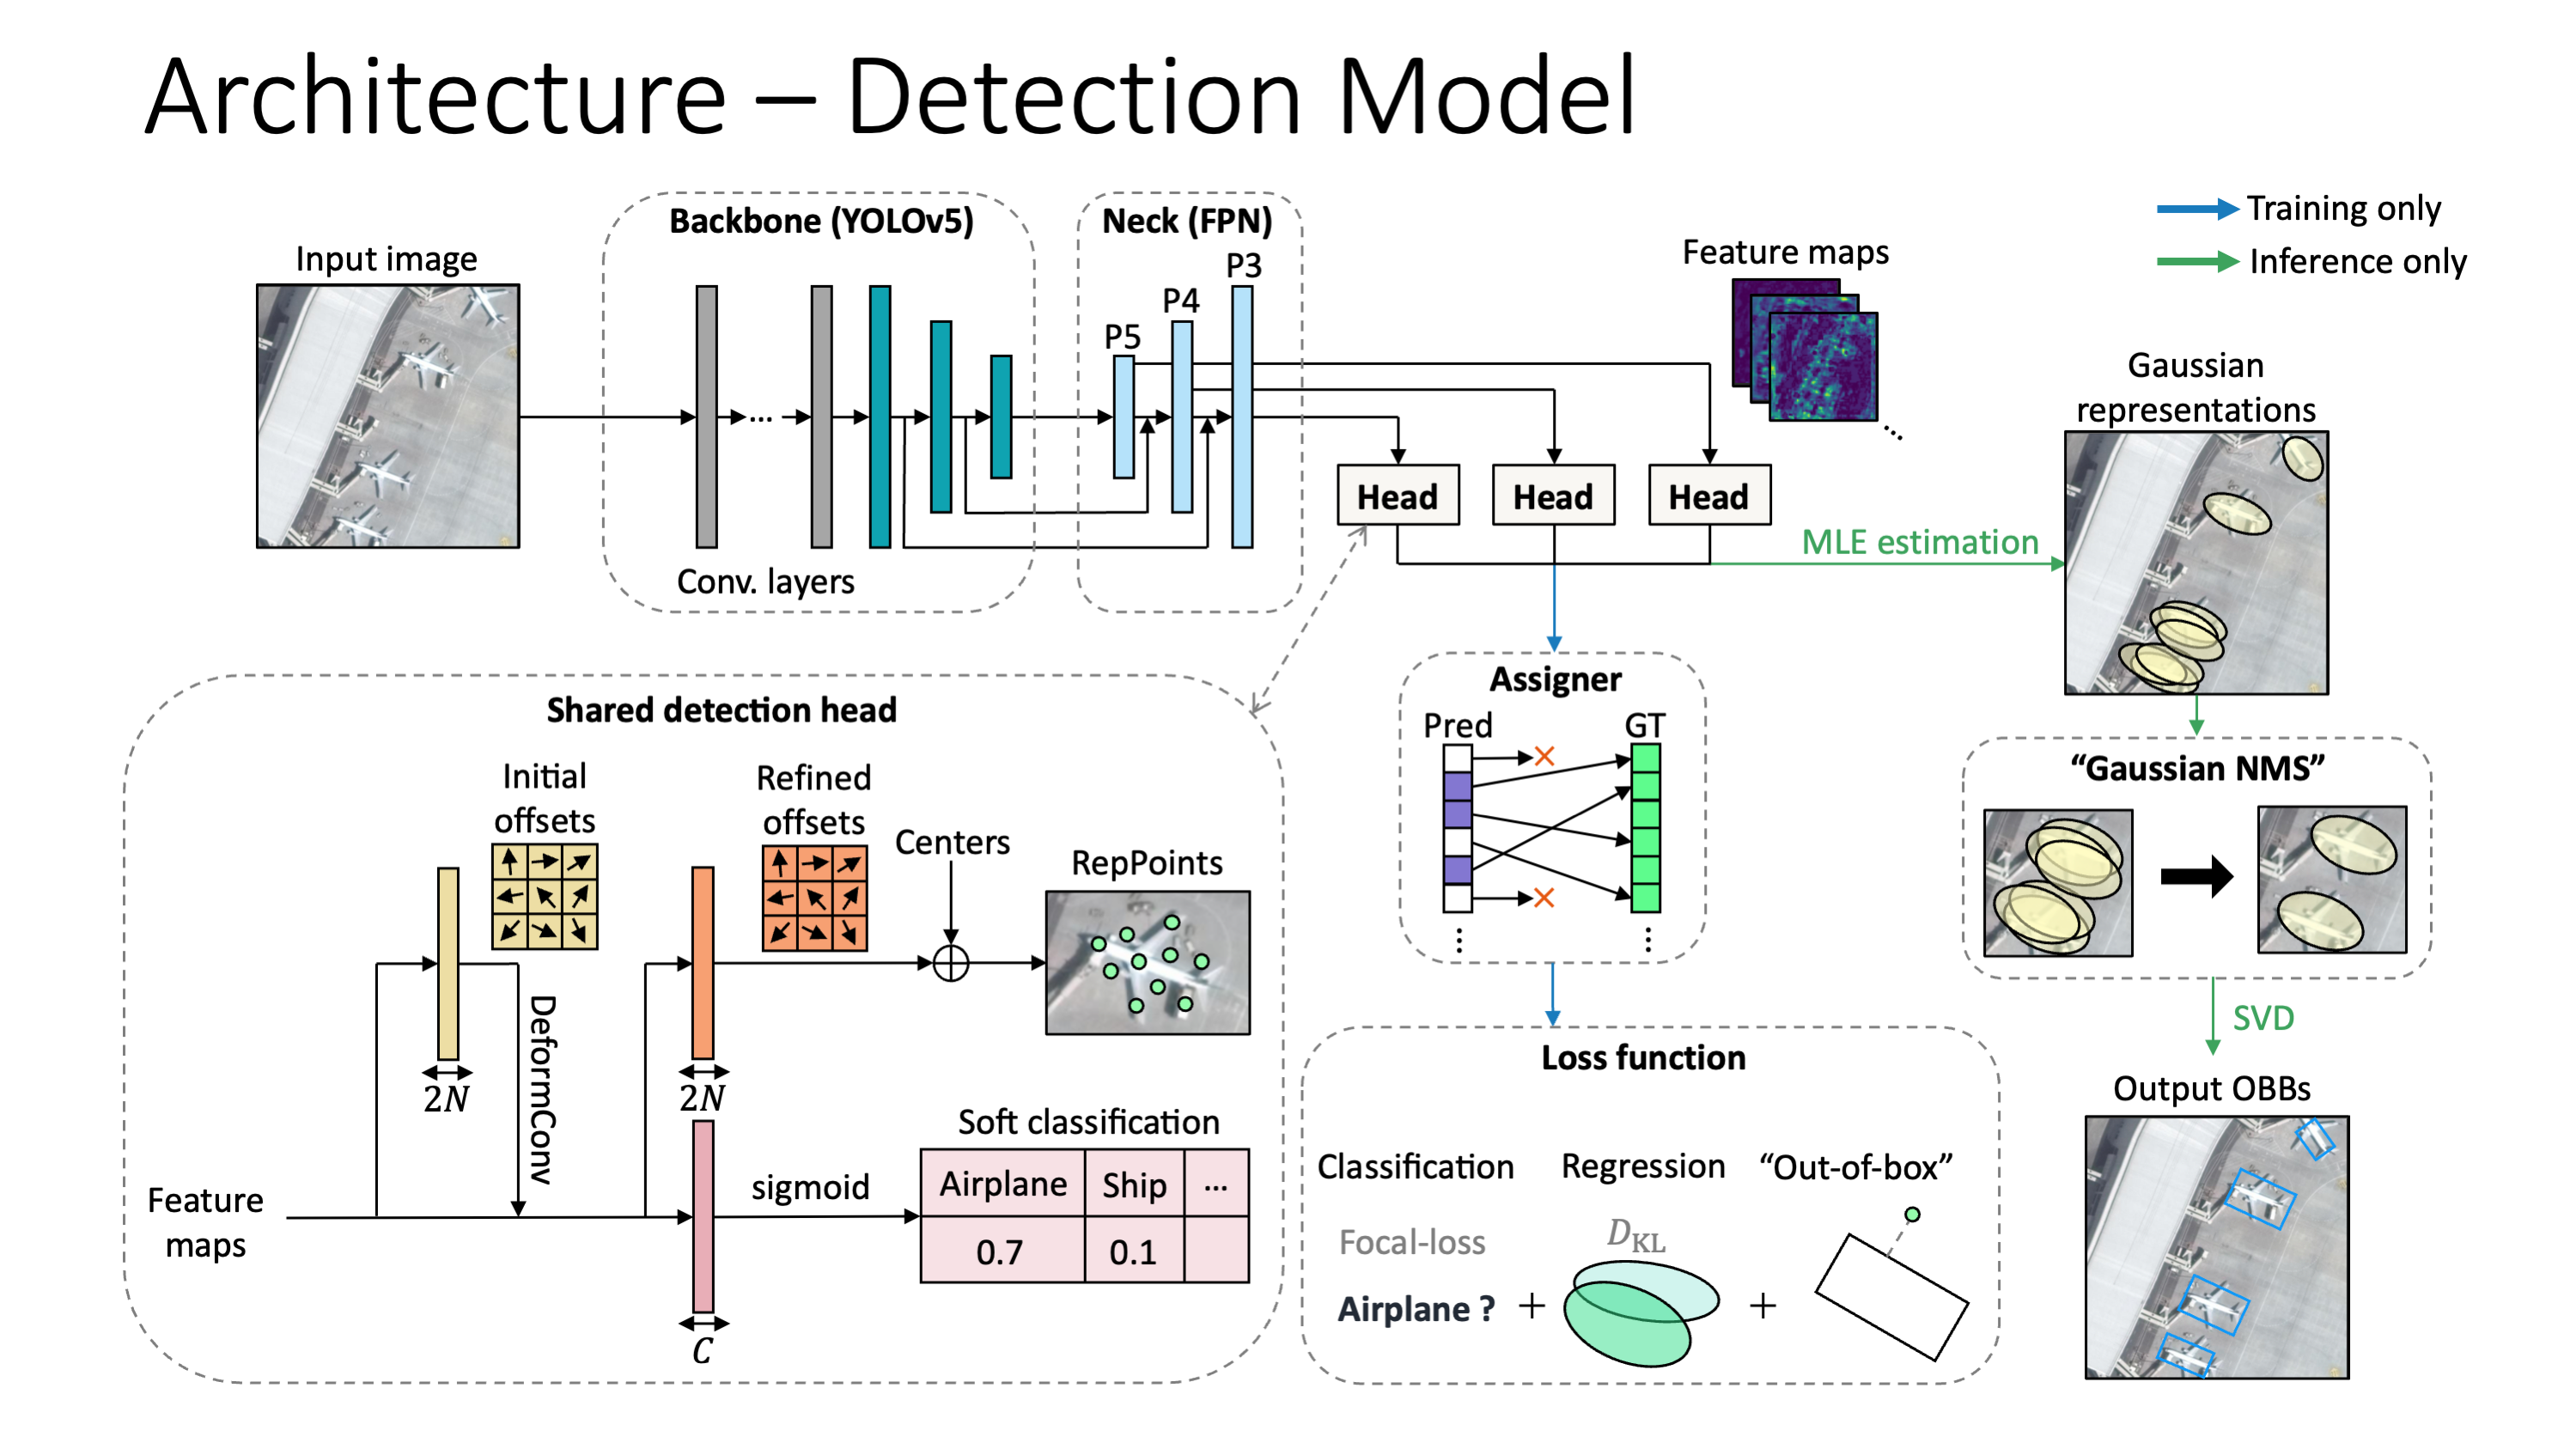 Architecture – Detection Model
Training only
Inference only
Input image
Backbone (YOLOv5)
...
Conv. layers
Neck (FPN)
P5
P4
P3
Feature maps
...
Head
Head
Head
MLE estimation
Gaussian
representations
Shared detection head
Initial
offsets
2N
DeformConv
Refined
offsets
2N
Centers
RepPoints
Feature
maps
C
sigmoid
Soft classification
Airplane Ship ...
0.7 0.1
Assigner
Pred GT
Loss function
Classification Regression “Out-of-box”
Focal-loss D_KL
Airplane ? + +
“Gaussian NMS”
SVD
Output OBBs